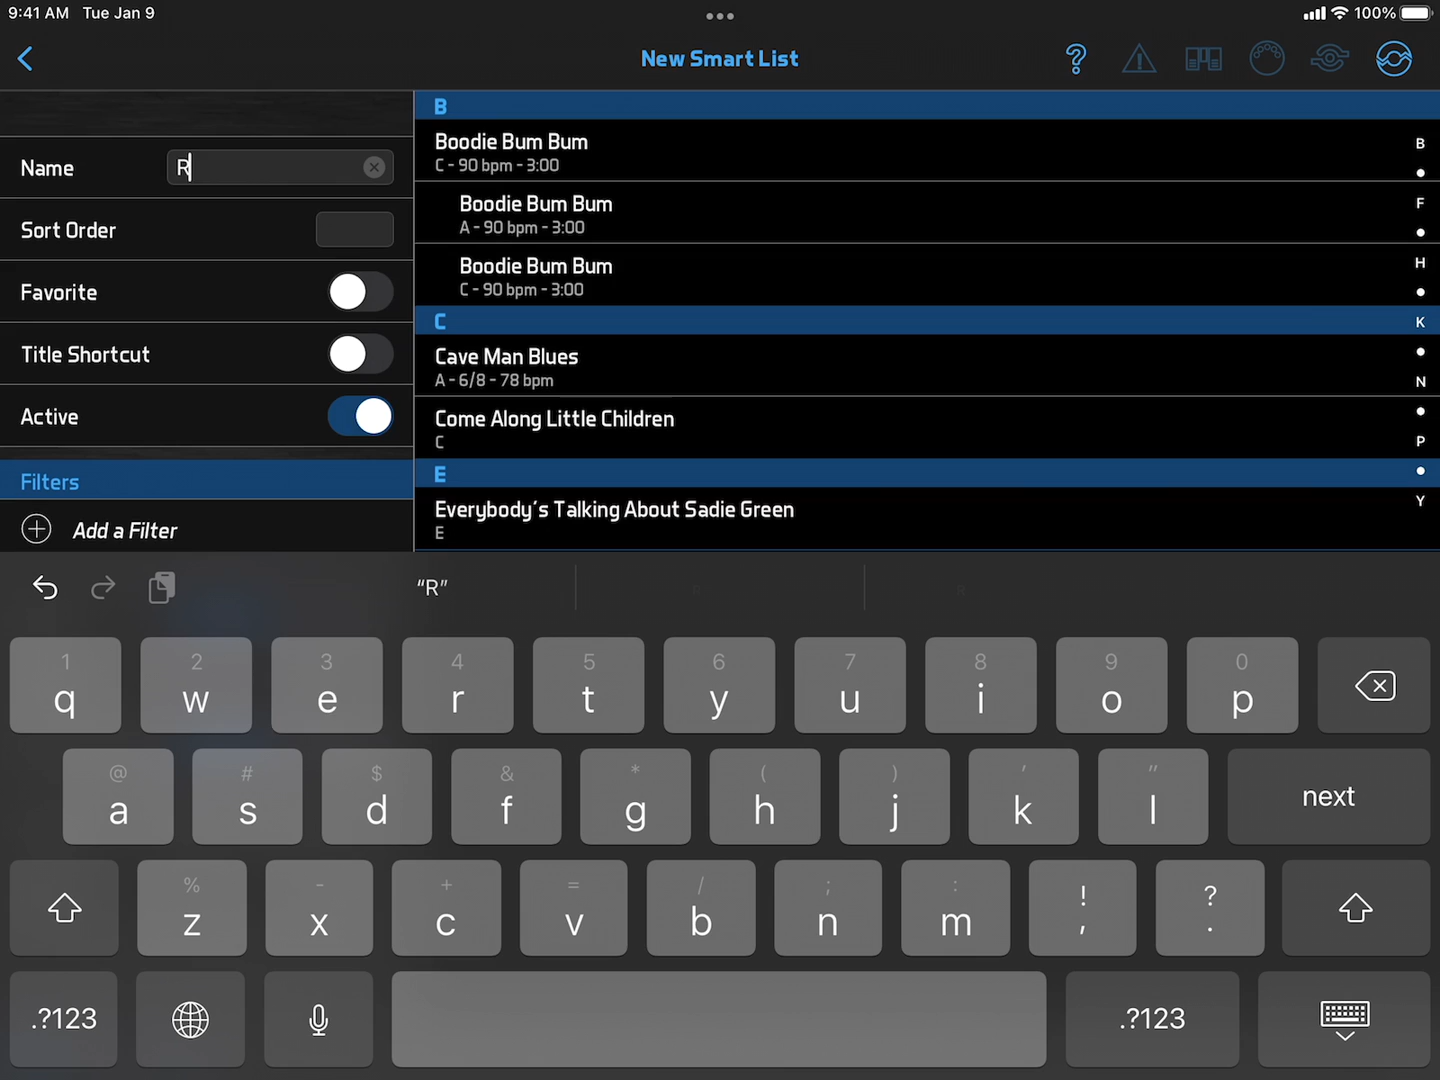 9:41 AM Tue Jan 9
100%
New Smart List
Name
R
Sort Order
Favorite
Title Shortcut
Active
Filters
Add a Filter
B
Boodie Bum Bum
C - 90 bpm - 3:00
Boodie Bum Bum
A - 90 bpm - 3:00
Boodie Bum Bum
C - 90 bpm - 3:00
C
Cave Man Blues
A - 6/8 - 78 bpm
Come Along Little Children
C
E
Everybody's Talking About Sadie Green
E
B
F
H
K
N
P
Y
“R”
1 2 3 4 5 6 7 8 9 0
q w e r t y u i o p
@ # $ & * ( ) ' "
a s d f g h j k l next
% - + = / ; : ! ?
z x c v b n m , .
.?123 .?123